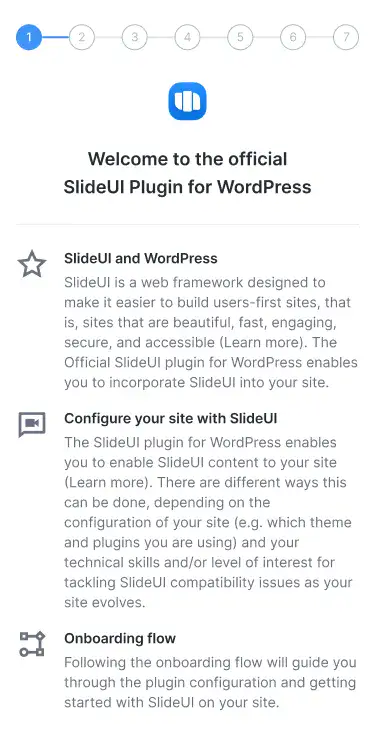 1 2 3 4 5 6 7
Welcome to the official
SlideUI Plugin for WordPress
SlideUI and WordPress
SlideUI is a web framework designed to
make it easier to build users-first sites, that
is, sites that are beautiful, fast, engaging,
secure, and accessible (Learn more). The
Official SlideUI plugin for WordPress enables
you to incorporate SlideUI into your site.
Configure your site with SlideUI
The SlideUI plugin for WordPress enables
you to enable SlideUI content to your site
(Learn more). There are different ways this
can be done, depending on the
configuration of your site (e.g. which theme
and plugins you are using) and your
technical skills and/or level of interest for
tackling SlideUI compatibility issues as your
site evolves.
Onboarding flow
Following the onboarding flow will guide you
through the plugin configuration and getting
started with SlideUI on your site.